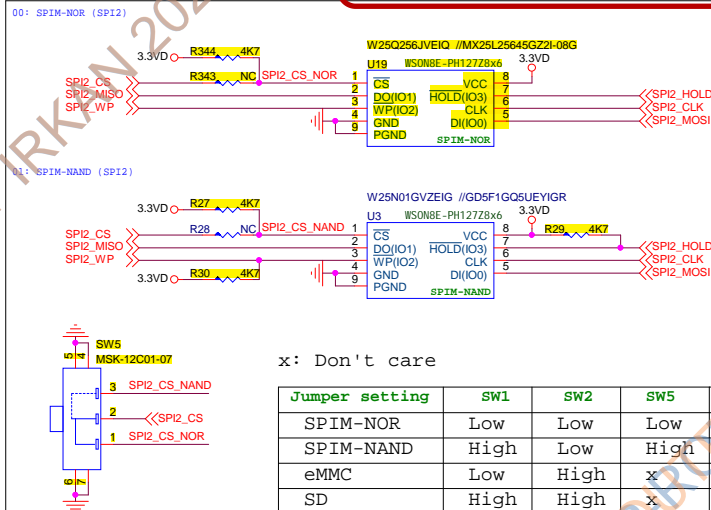 00: SPIM-NOR (SPI2)
W25Q256JVEIQ //MX25L25645GZ2I-08G
3.3VD R344 4K7
U19 WSON8E-PH127Z8x6 3.3VD
SPI2_CS R343 NC SPI2_CS_NOR 1 CS VCC 8
SPI2_MISO 2 DO(IO1) HOLD(IO3) 7 SPI2_HOLD
SPI2_WP 3 WP(IO2) CLK 6 SPI2_CLK
4 GND DI(IO0) 5 SPI2_MOSI
9 PGND
SPIM-NOR
01: SPIM-NAND (SPI2)
W25N01GVZEIG //GD5F1GQ5UEYIGR
3.3VD R27 4K7
U3 WSON8E-PH127Z8x6 3.3VD
SPI2_CS R28 NC SPI2_CS_NAND 1 CS VCC 8 R29 4K7
SPI2_MISO 2 DO(IO1) HOLD(IO3) 7 SPI2_HOLD
SPI2_WP 3 WP(IO2) CLK 6 SPI2_CLK
3.3VD R30 4K7 4 GND DI(IO0) 5 SPI2_MOSI
9 PGND
SPIM-NAND
SW5
MSK-12C01-07
5 4
3 SPI2_CS_NAND
2 SPI2_CS
1 SPI2_CS_NOR
6 7
x: Don't care
Jumper setting SW1 SW2 SW5
SPIM-NOR Low Low Low
SPIM-NAND High Low High
eMMC Low High x
SD High High x